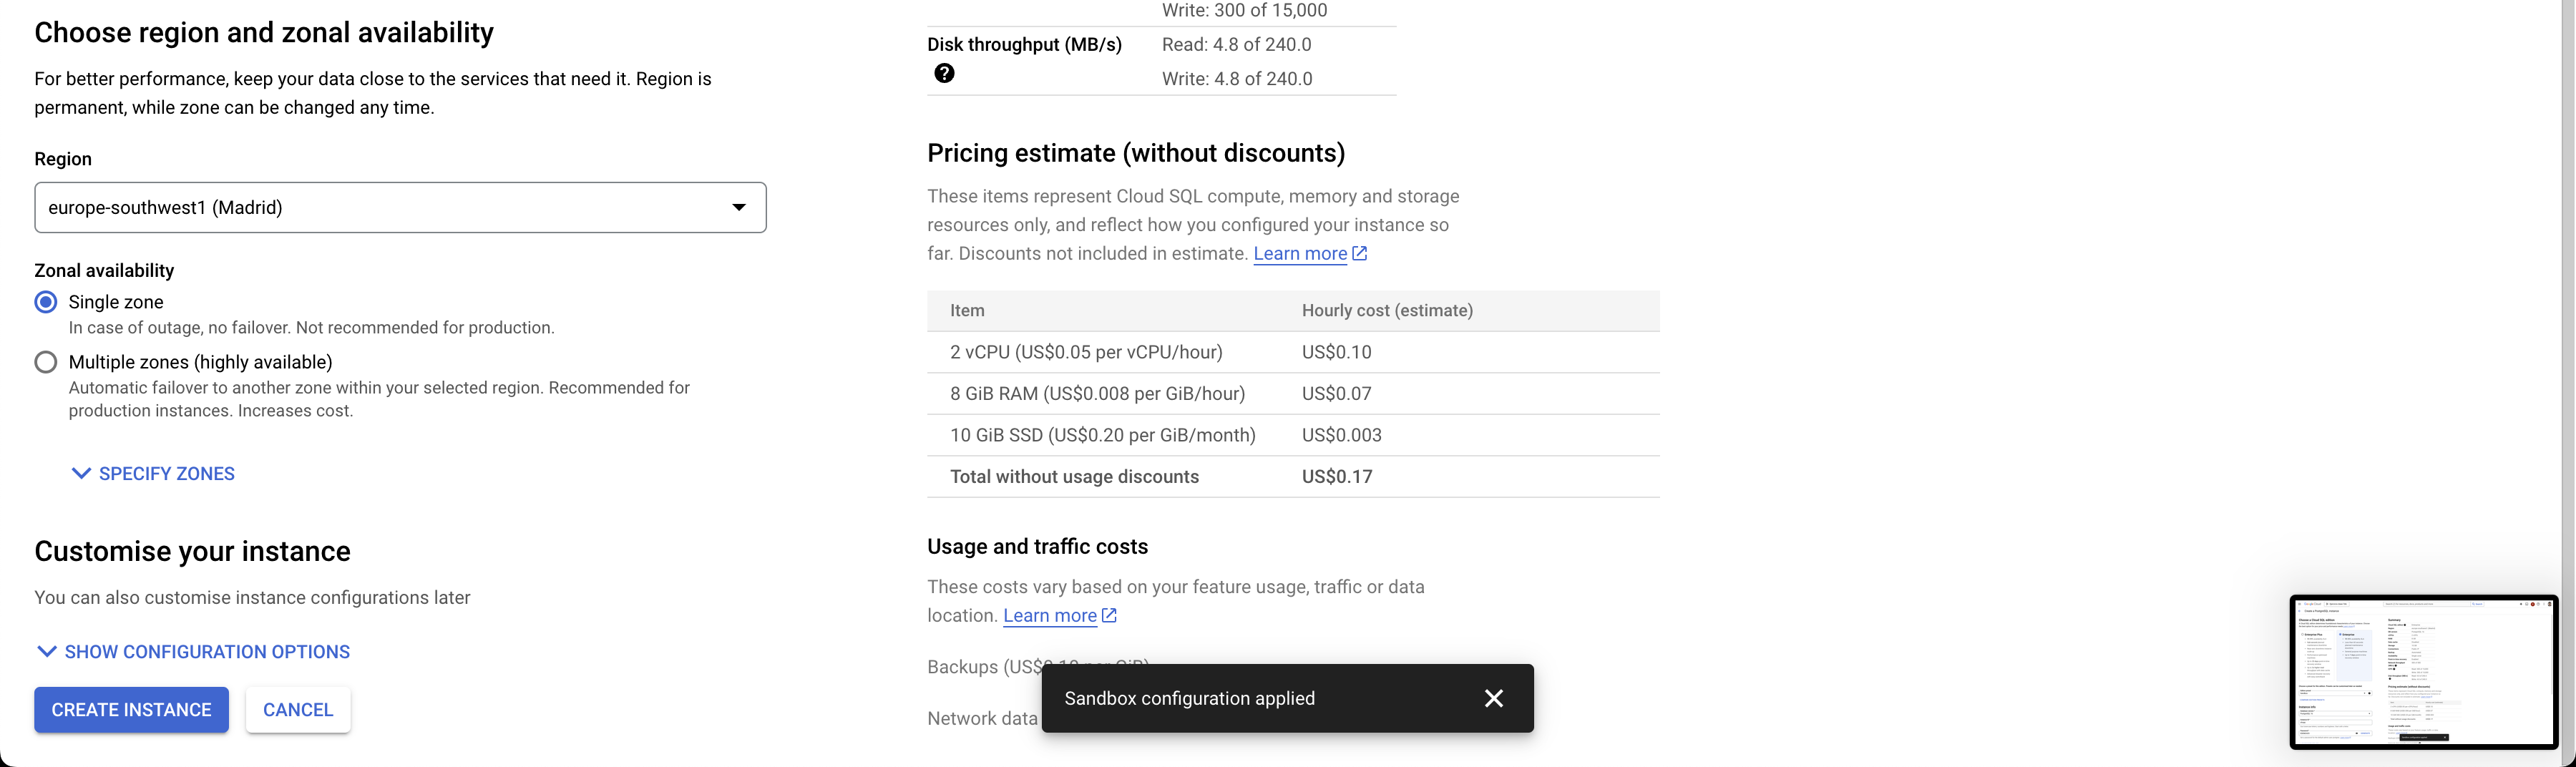 Choose region and zonal availability
For better performance, keep your data close to the services that need it. Region is
permanent, while zone can be changed any time.
Region
europe-southwest1 (Madrid)
Zonal availability
Single zone
In case of outage, no failover. Not recommended for production.
Multiple zones (highly available)
Automatic failover to another zone within your selected region. Recommended for
production instances. Increases cost.
SPECIFY ZONES
Customise your instance
You can also customise instance configurations later
SHOW CONFIGURATION OPTIONS
CREATE INSTANCE
CANCEL
Write: 300 of 15,000
Disk throughput (MB/s)
Read: 4.8 of 240.0
Write: 4.8 of 240.0
Pricing estimate (without discounts)
These items represent Cloud SQL compute, memory and storage
resources only, and reflect how you configured your instance so
far. Discounts not included in estimate. Learn more
Item Hourly cost (estimate)
2 vCPU (US$0.05 per vCPU/hour) US$0.10
8 GiB RAM (US$0.008 per GiB/hour) US$0.07
10 GiB SSD (US$0.20 per GiB/month) US$0.003
Total without usage discounts US$0.17
Usage and traffic costs
These costs vary based on your feature usage, traffic or data
location. Learn more
Backups
Network data
Sandbox configuration applied